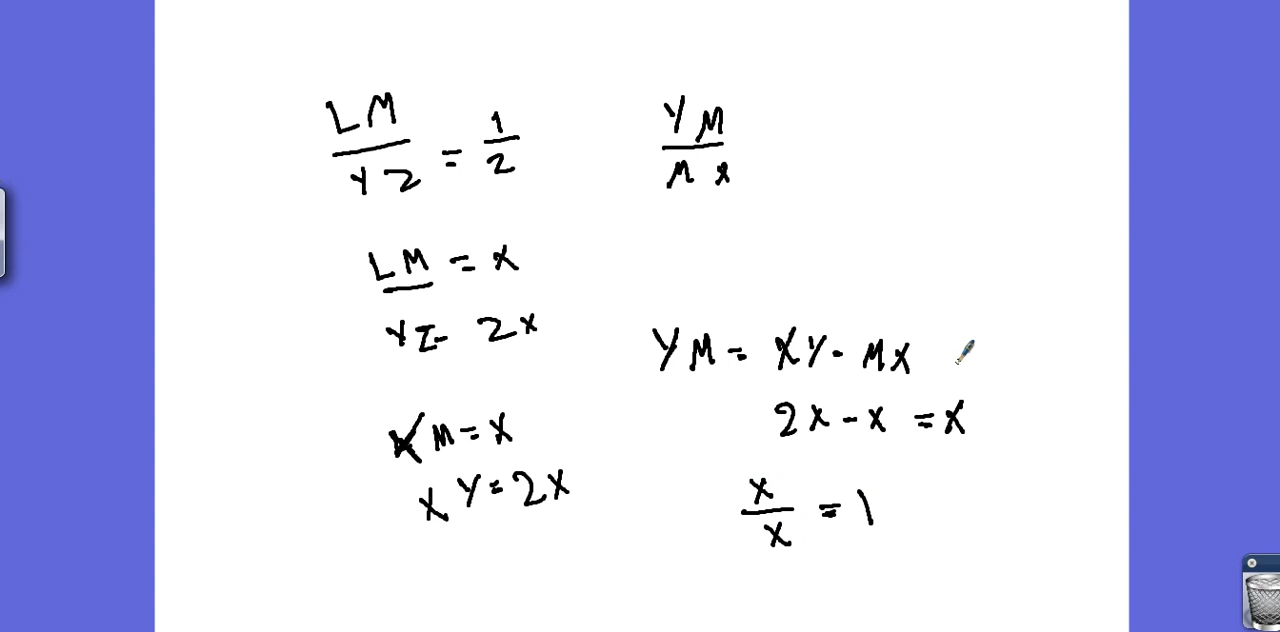 LM/YZ = 1/2
YM/MX
LM = x
YZ = 2x
XM = x
XY = 2x
YM = XY - MX
2x - x = x
x/x = 1